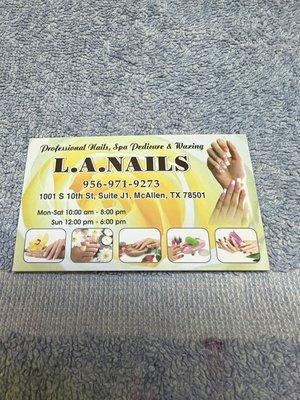 Professional Nails, Spa Pedicure & Waxing
L.A.NAILS
956-971-9273
1001 S 10th St, Suite J1, McAllen, TX 78501
Mon-Sat 10:00 am - 8:00 pm
Sun 12:00 pm - 6:00 pm